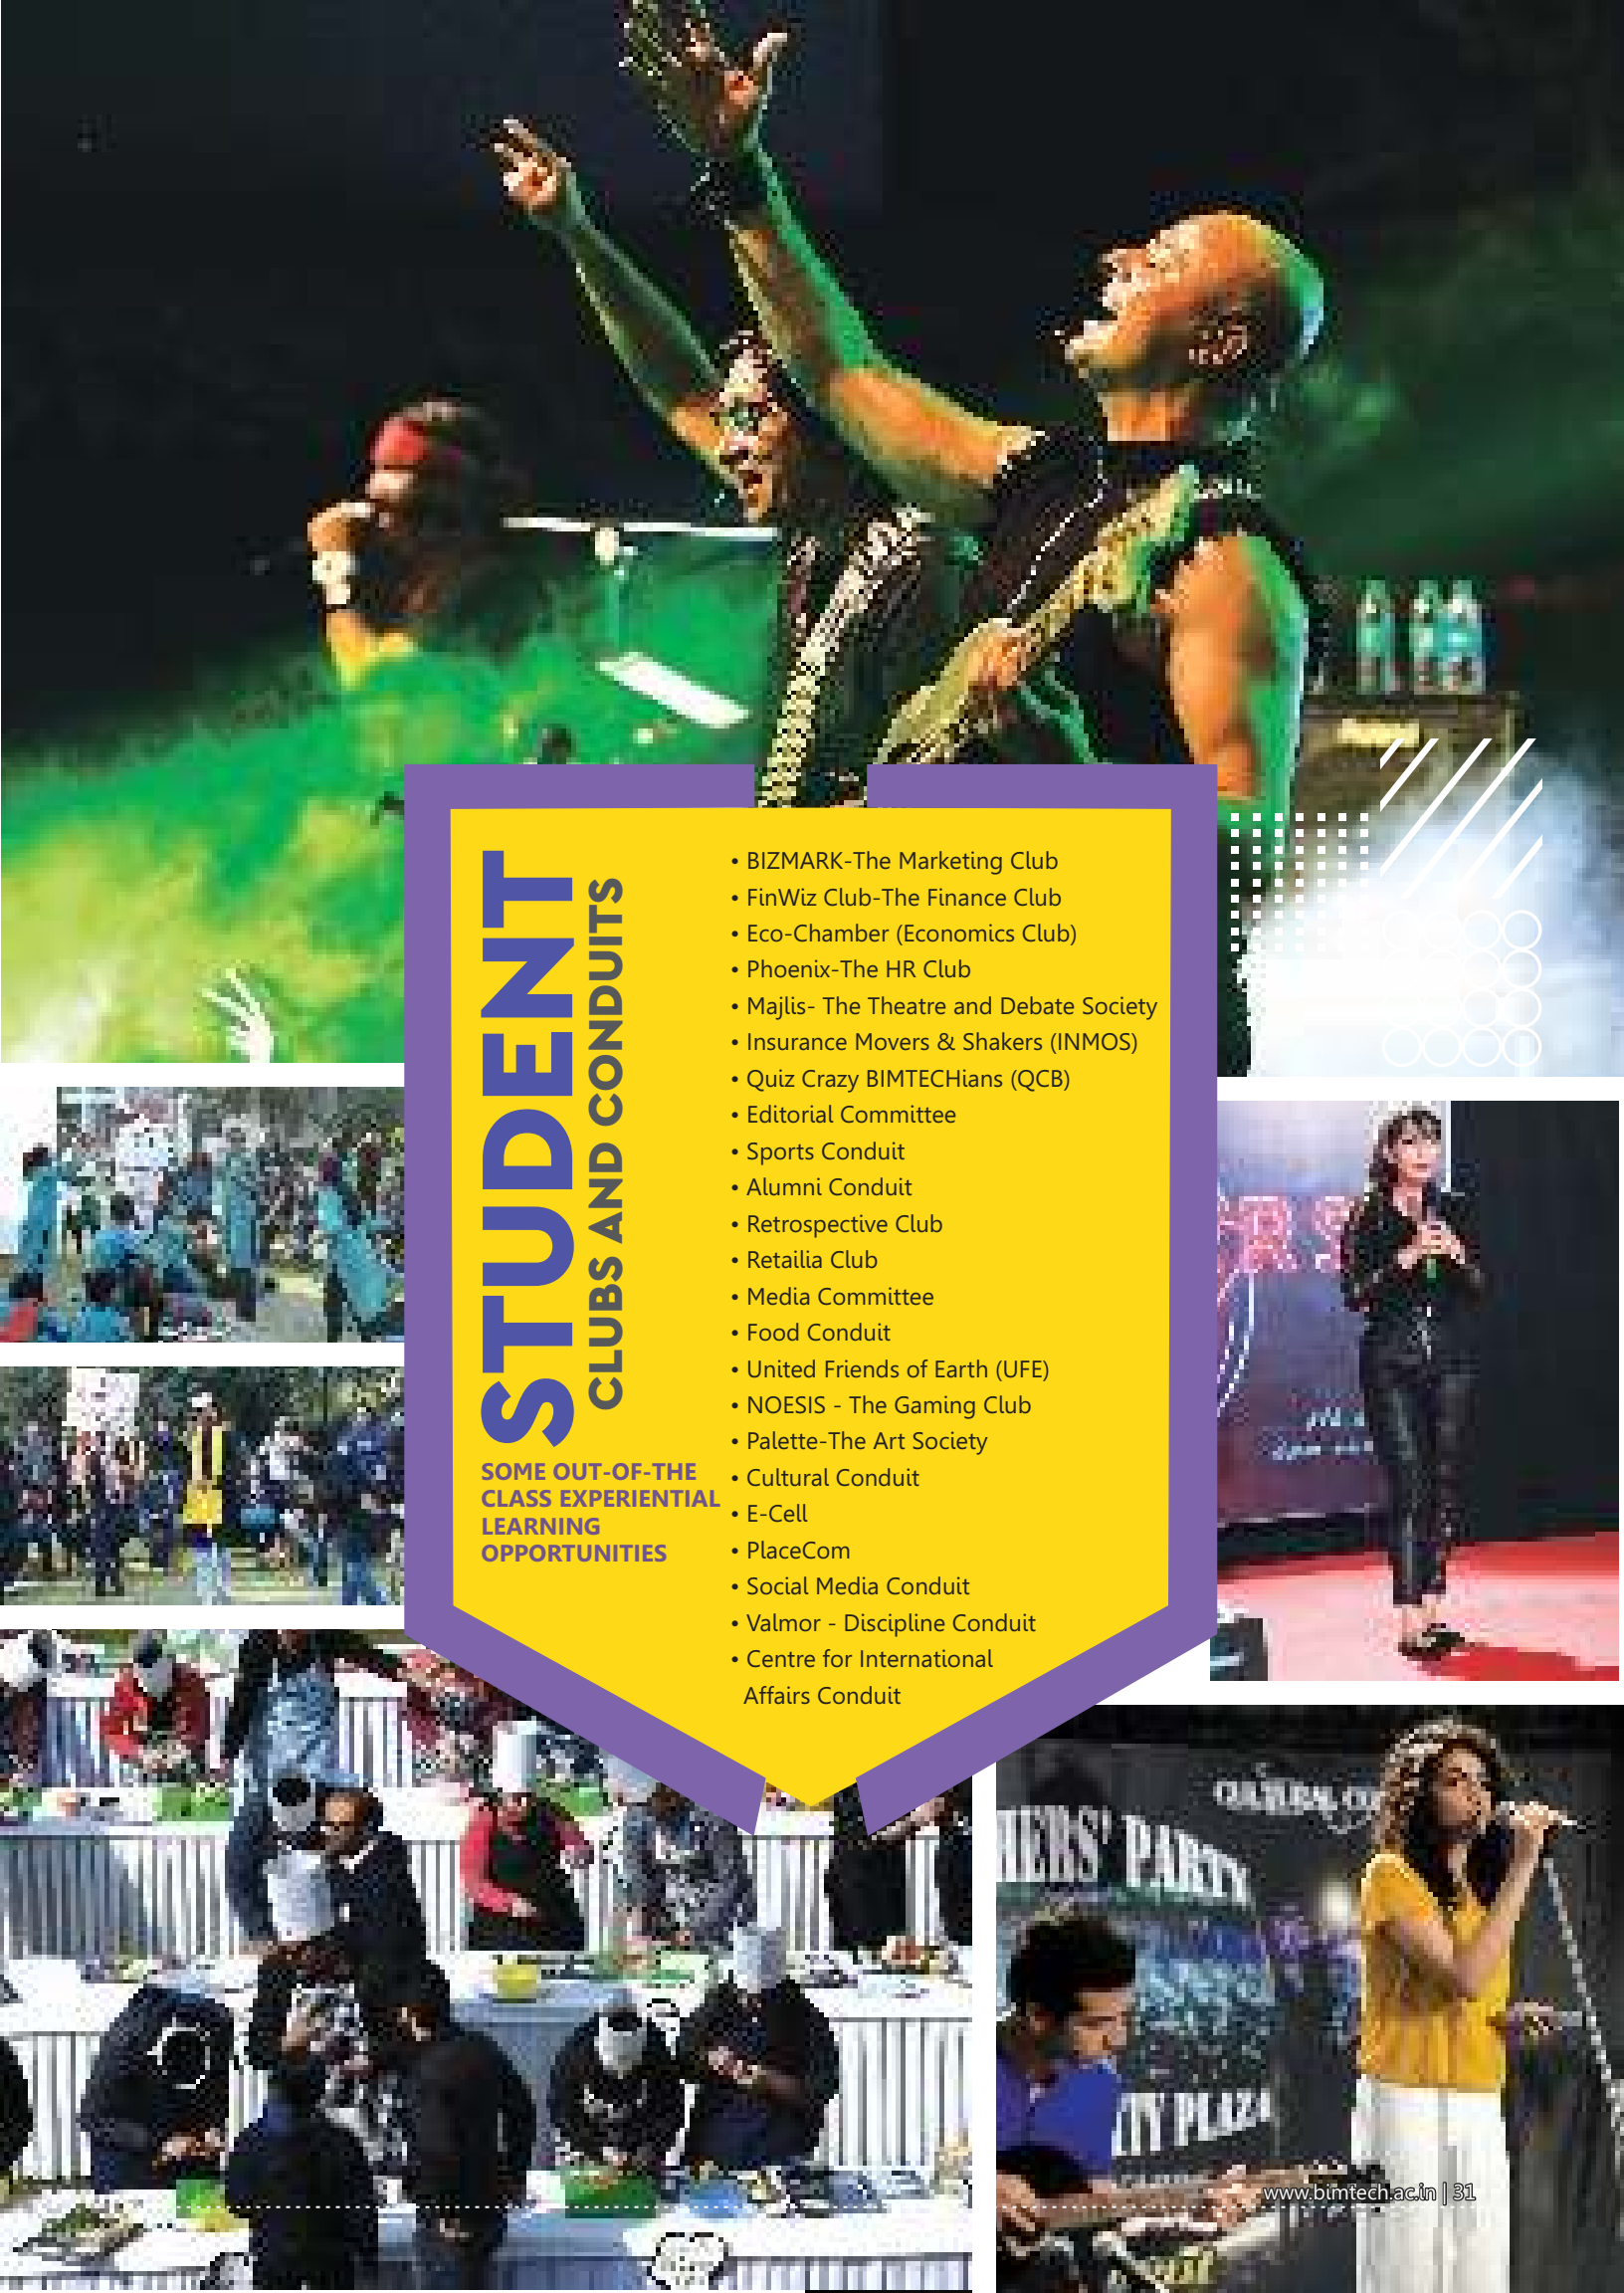 STUDENT
CLUBS AND CONDUITS
SOME OUT-OF-THE
CLASS EXPERIENTIAL
LEARNING
OPPORTUNITIES
• BIZMARK-The Marketing Club
• FinWiz Club-The Finance Club
• Eco-Chamber (Economics Club)
• Phoenix-The HR Club
• Majlis- The Theatre and Debate Society
• Insurance Movers & Shakers (INMOS)
• Quiz Crazy BIMTECHians (QCB)
• Editorial Committee
• Sports Conduit
• Alumni Conduit
• Retrospective Club
• Retailia Club
• Media Committee
• Food Conduit
• United Friends of Earth (UFE)
• NOESIS - The Gaming Club
• Palette-The Art Society
• Cultural Conduit
• E-Cell
• PlaceCom
• Social Media Conduit
• Valmor - Discipline Conduit
• Centre for International
Affairs Conduit
HERS' PARTY
PLAZA
www.bimtech.ac.in | 31